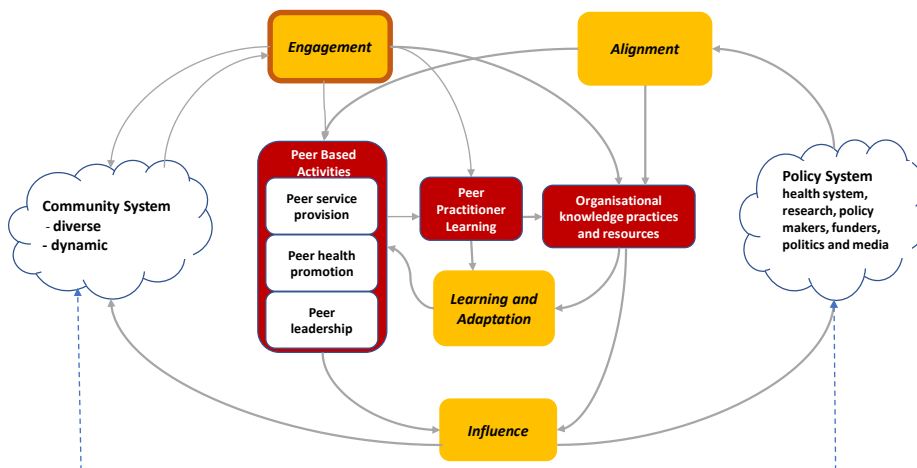 Engagement
Alignment
Community System
- diverse
- dynamic
Peer Based
Activities
Peer service
provision
Peer health
promotion
Peer
leadership
Peer
Practitioner
Learning
Organisational
knowledge practices
and resources
Policy System
health system,
research, policy
makers, funders,
politics and media
Learning and
Adaptation
Influence